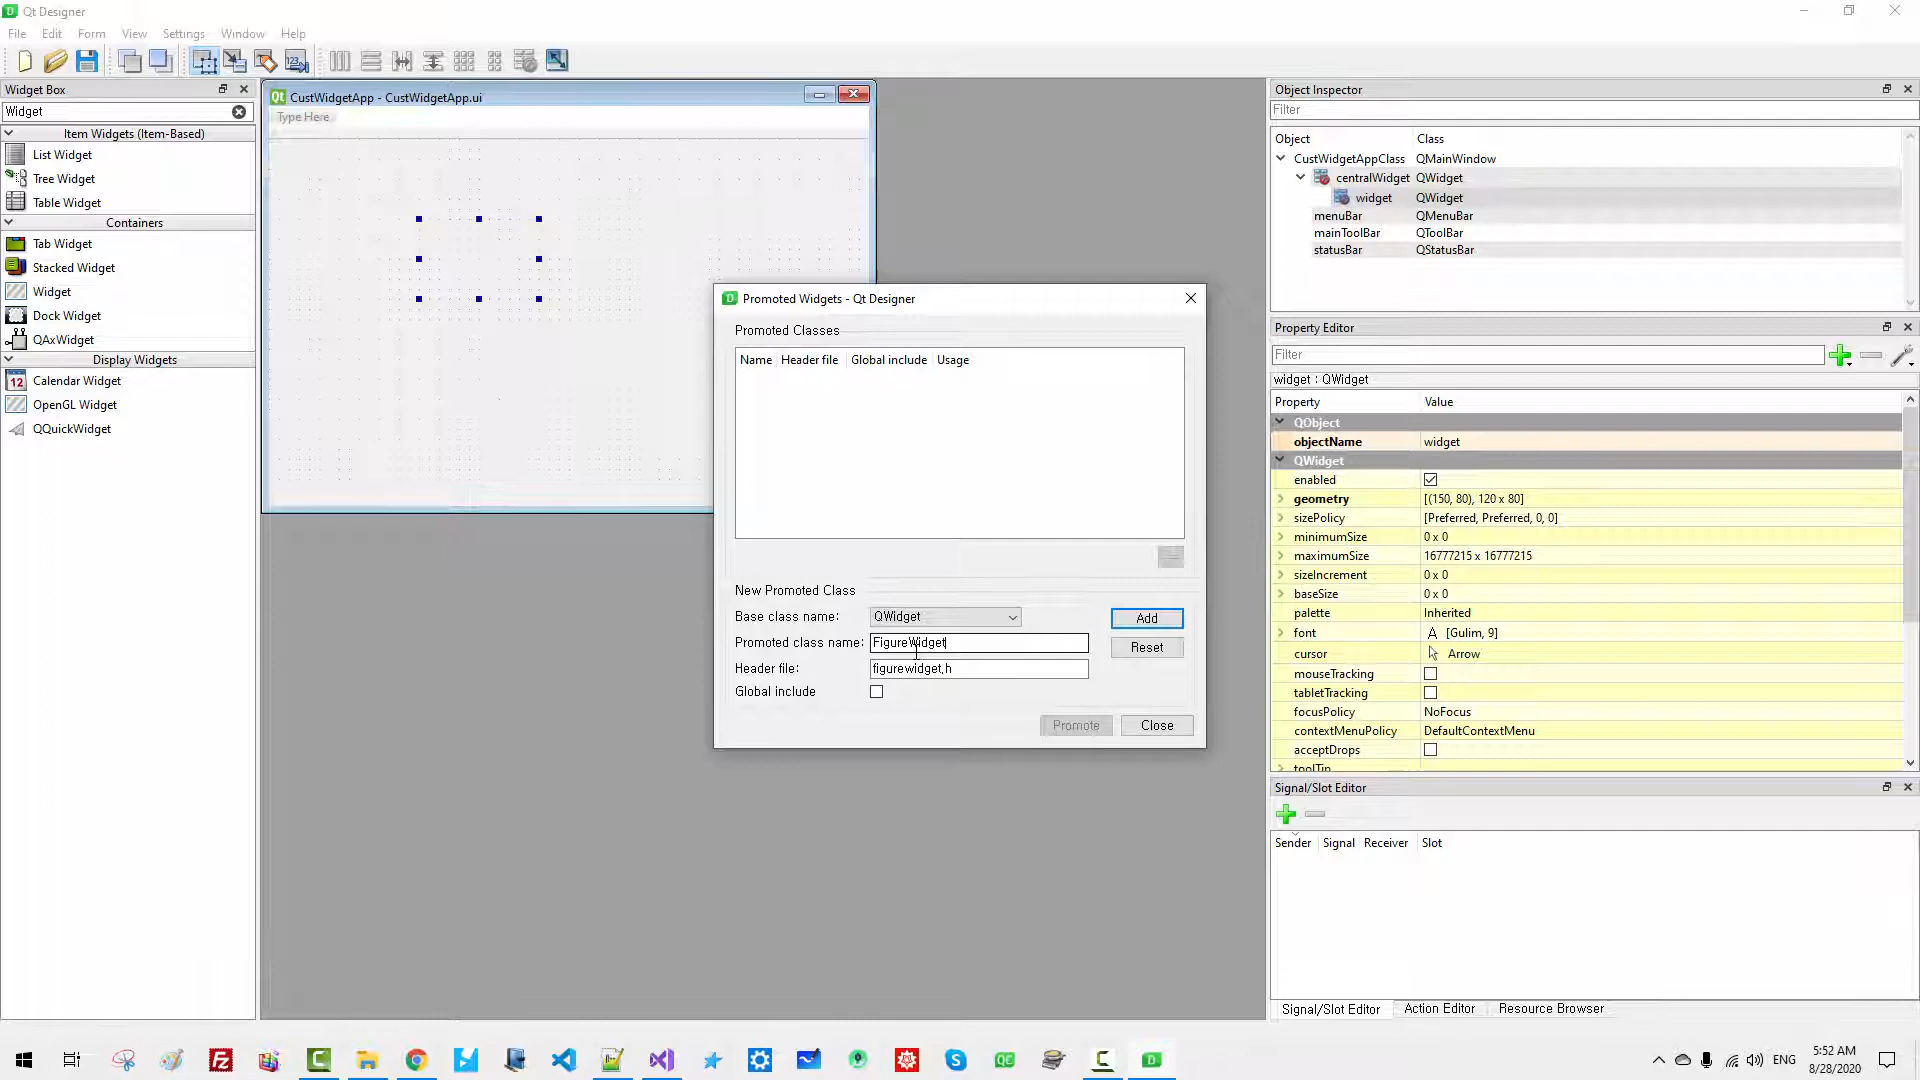 Qt Designer
File Edit Form View Settings Window Help
Widget Box
Widget
Item Widgets (Item-Based)
List Widget
Tree Widget
Table Widget
Containers
Tab Widget
Stacked Widget
Widget
Dock Widget
QAxWidget
Display Widgets
12 Calendar Widget
OpenGL Widget
QQuickWidget
CustWidgetApp - CustWidgetApp.ui
Type Here
Promoted Widgets - Qt Designer
Promoted Classes
Name Header file Global include Usage
New Promoted Class
Base class name: QWidget Add
Promoted class name: FigureWidget
Reset
Header file: figurewidget.h
Global include
Promote Close
Object Inspector
Filter
Object Class
CustWidgetAppClass QMainWindow
centralWidget QWidget
widget QWidget
menuBar QMenuBar
mainToolBar QToolBar
statusBar QStatusBar
Property Editor
Filter
widget : QWidget
Property Value
QObject
objectName widget
QWidget
enabled
geometry [(150, 80), 120 x 80]
sizePolicy [Preferred, Preferred, 0, 0]
minimumSize 0 x 0
maximumSize 16777215 x 16777215
sizeIncrement 0 x 0
baseSize 0 x 0
palette Inherited
font A [Gulim, 9]
cursor Arrow
mouseTracking
tabletTracking
focusPolicy NoFocus
contextMenuPolicy DefaultContextMenu
acceptDrops
toolTip
Signal/Slot Editor
Sender Signal Receiver Slot
Signal/Slot Editor Action Editor Resource Browser
ENG
5:52 AM
8/28/2020